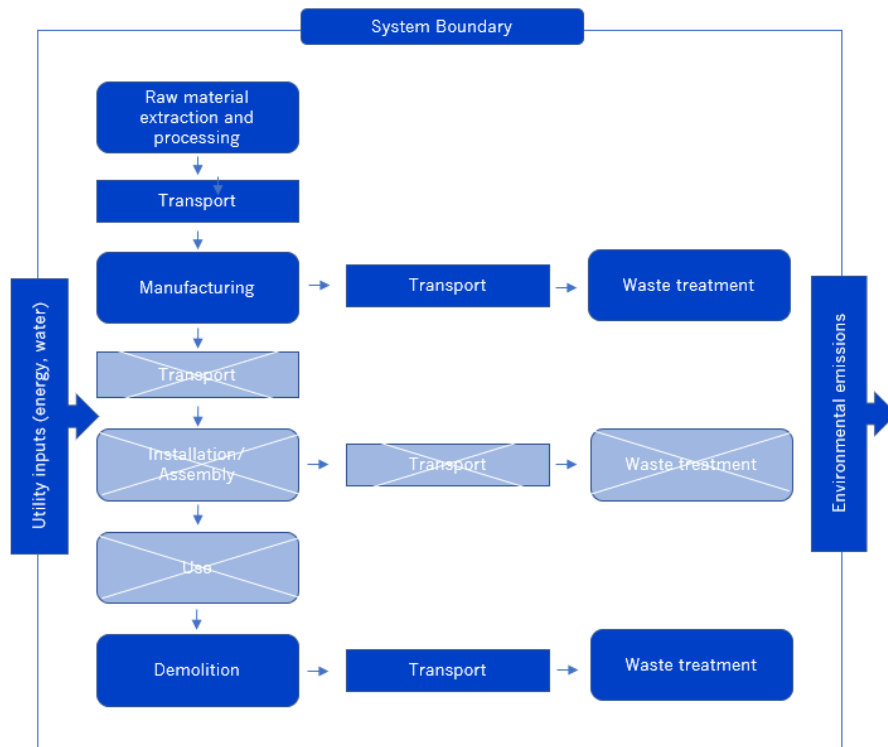 System Boundary
Raw material
extraction and
processing
Transport
Manufacturing
Transport
Waste treatment
Transport
Installation/
Assembly
Transport
Waste treatment
Use
Demolition
Transport
Waste treatment
Utility inputs (energy, water)
Environmental emissions